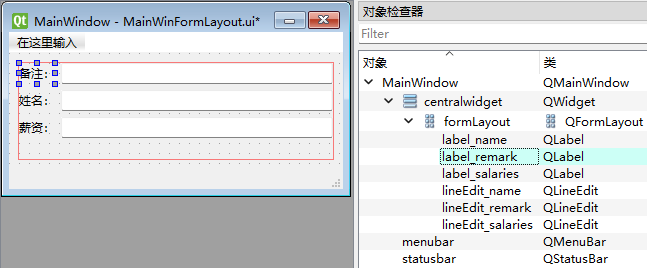 MainWindow - MainWinFormLayout.ui*
在这里输入
备注:
姓名:
薪资:
对象检查器
Filter
对象 类
MainWindow QMainWindow
centralwidget QWidget
formLayout QFormLayout
label_name QLabel
label_remark QLabel
label_salaries QLabel
lineEdit_name QLineEdit
lineEdit_remark QLineEdit
lineEdit_salaries QLineEdit
menubar QMenuBar
statusbar QStatusBar